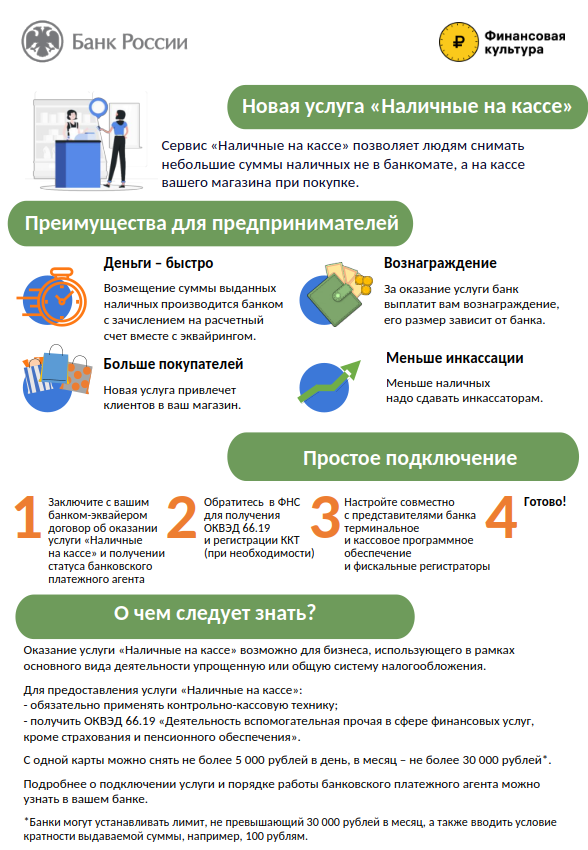 Банк России
Финансовая
культура
Новая услуга «Наличные на кассе»
Сервис «Наличные на кассе» позволяет людям снимать
небольшие суммы наличных не в банкомате, а на кассе
вашего магазина при покупке.
Преимущества для предпринимателей
Деньги – быстро
Возмещение суммы выданных
наличных производится банком
с зачислением на расчетный
счет вместе с эквайрингом.
Вознаграждение
За оказание услуги банк
выплатит вам вознаграждение,
его размер зависит от банка.
Больше покупателей
Новая услуга привлечет
клиентов в ваш магазин.
Меньше инкассации
Меньше наличных
надо сдавать инкассаторам.
Простое подключение
1
Заключите с вашим
банком-эквайером
договор об оказании
услуги «Наличные
на кассе» и получении
статуса банковского
платежного агента
2
Обратитесь в ФНС
для получения
ОКВЭД 66.19
и регистрации ККТ
(при необходимости)
3
Настройте совместно
с представителями банка
терминальное
и кассовое программное
обеспечение
и фискальные регистраторы
4
Готово!
О чем следует знать?
Оказание услуги «Наличные на кассе» возможно для бизнеса, использующего в рамках
основного вида деятельности упрощенную или общую систему налогообложения.
Для предоставления услуги «Наличные на кассе»:
- обязательно применять контрольно-кассовую технику;
- получить ОКВЭД 66.19 «Деятельность вспомогательная прочая в сфере финансовых услуг,
кроме страхования и пенсионного обеспечения».
С одной карты можно снять не более 5 000 рублей в день, в месяц – не более 30 000 рублей*.
Подробнее о подключении услуги и порядке работы банковского платежного агента можно
узнать в вашем банке.
*Банки могут устанавливать лимит, не превышающий 30 000 рублей в месяц, а также вводить условие
кратности выдаваемой суммы, например, 100 рублям.